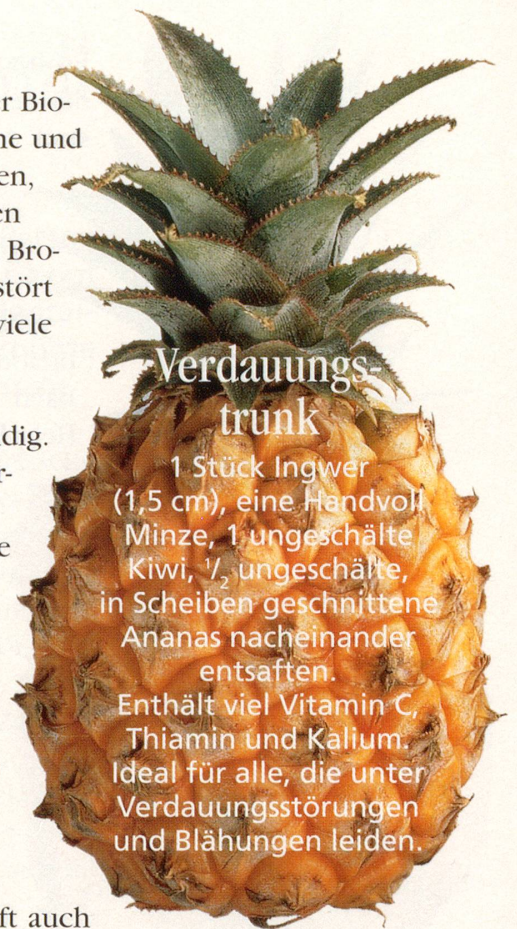 r Bio-
ne und
en,
en
Bro-
stört
viele
dig.
r-
e
ft auch
Verdauungs-
trunk
1 Stück Ingwer
(1,5 cm), eine Handvoll
Minze, 1 ungeschälte
Kiwi, 1/2 ungeschälte,
in Scheiben geschnittene
Ananas nacheinander
entsaften.
Enthält viel Vitamin C,
Thiamin und Kalium.
Ideal für alle, die unter
Verdauungsstörungen
und Blähungen leiden.